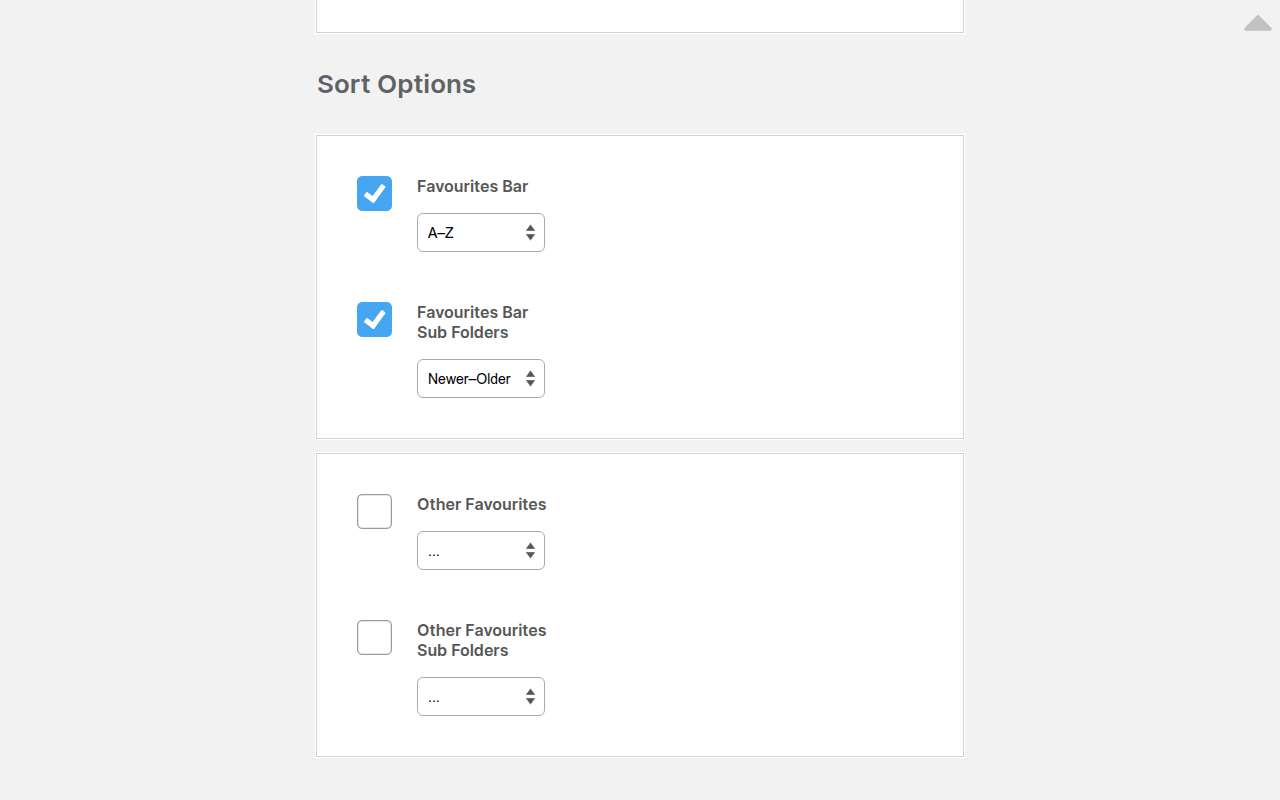 Sort Options
Favourites Bar
A–Z
Favourites Bar
Sub Folders
Newer–Older
Other Favourites
...
Other Favourites
Sub Folders
...